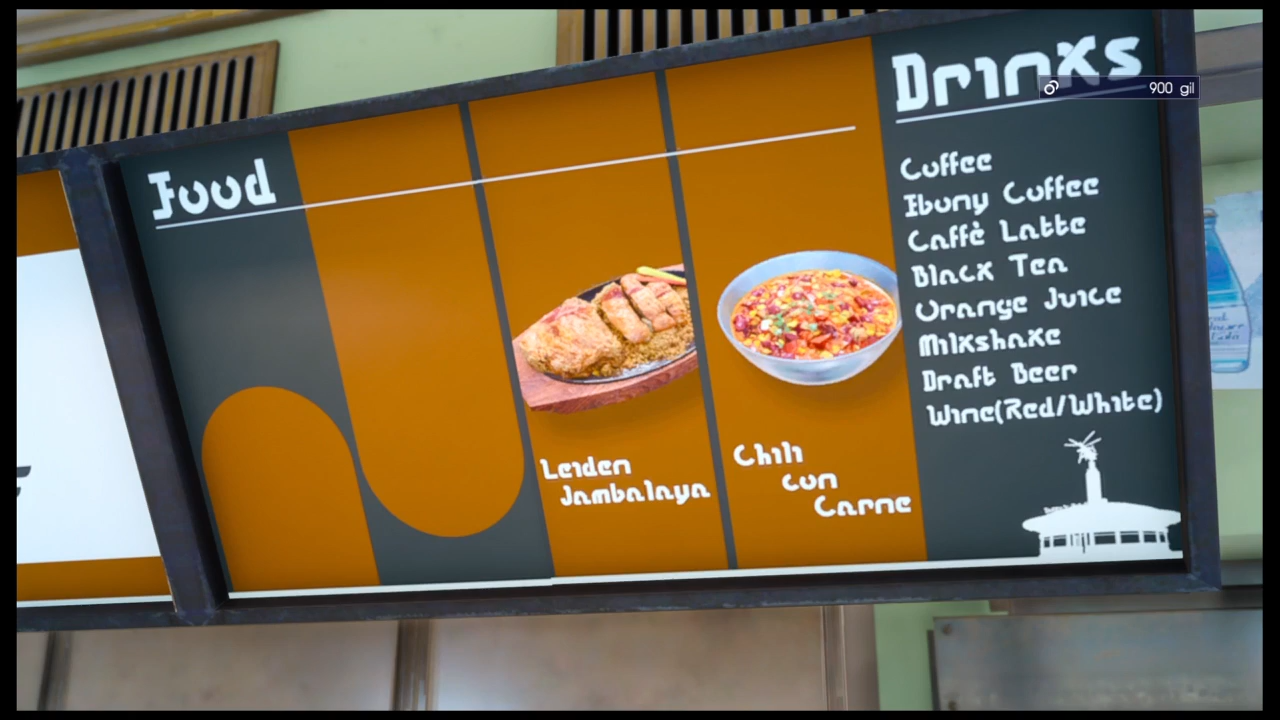 Food
Leiden
Jambalaya
Chili
con
Carne
Drinks
900 gil
Coffee
Ebony Coffee
Caffè Latte
Black Tea
Orange Juice
Milkshake
Draft Beer
Wine(Red/White)